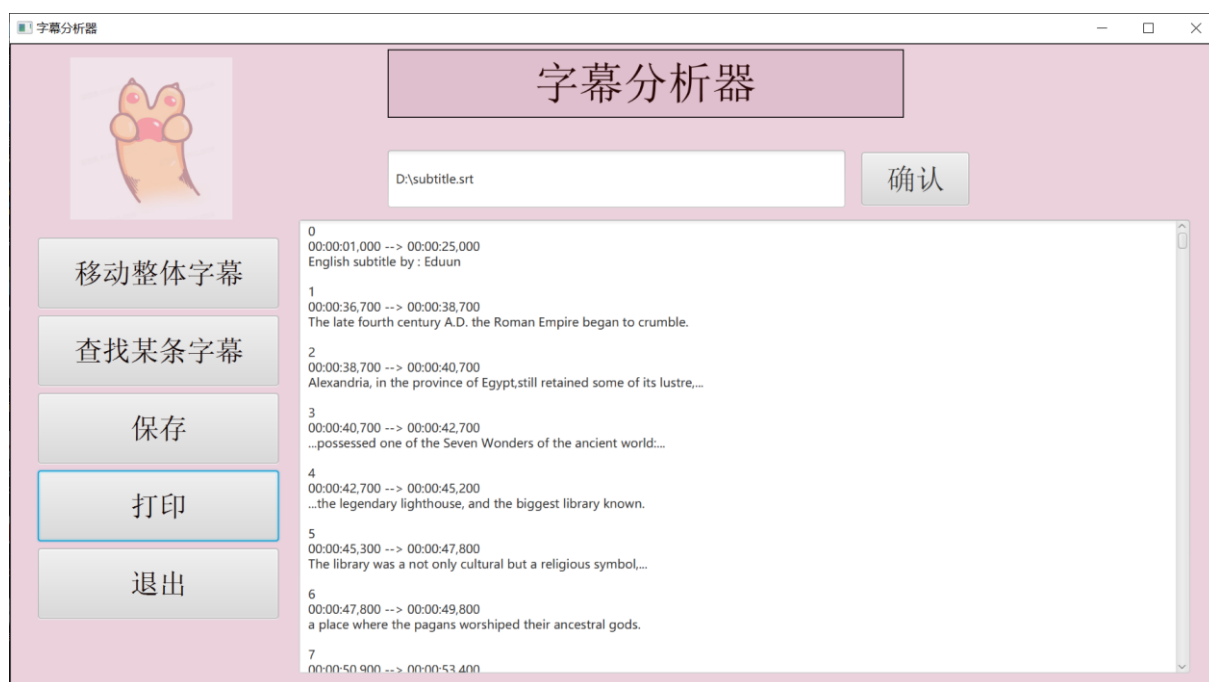 字幕分析器
字幕分析器
D:\subtitle.srt
确认
移动整体字幕
查找某条字幕
保存
打印
退出
0
00:00:01,000 --> 00:00:25,000
English subtitle by : Eduun
1
00:00:36,700 --> 00:00:38,700
The late fourth century A.D. the Roman Empire began to crumble.
2
00:00:38,700 --> 00:00:40,700
Alexandria, in the province of Egypt,still retained some of its lustre,...
3
00:00:40,700 --> 00:00:42,700
...possessed one of the Seven Wonders of the ancient world:...
4
00:00:42,700 --> 00:00:45,200
...the legendary lighthouse, and the biggest library known.
5
00:00:45,300 --> 00:00:47,800
The library was a not only cultural but a religious symbol,...
6
00:00:47,800 --> 00:00:49,800
a place where the pagans worshiped their ancestral gods.
7
00:00:50,900 --> 00:00:53,400